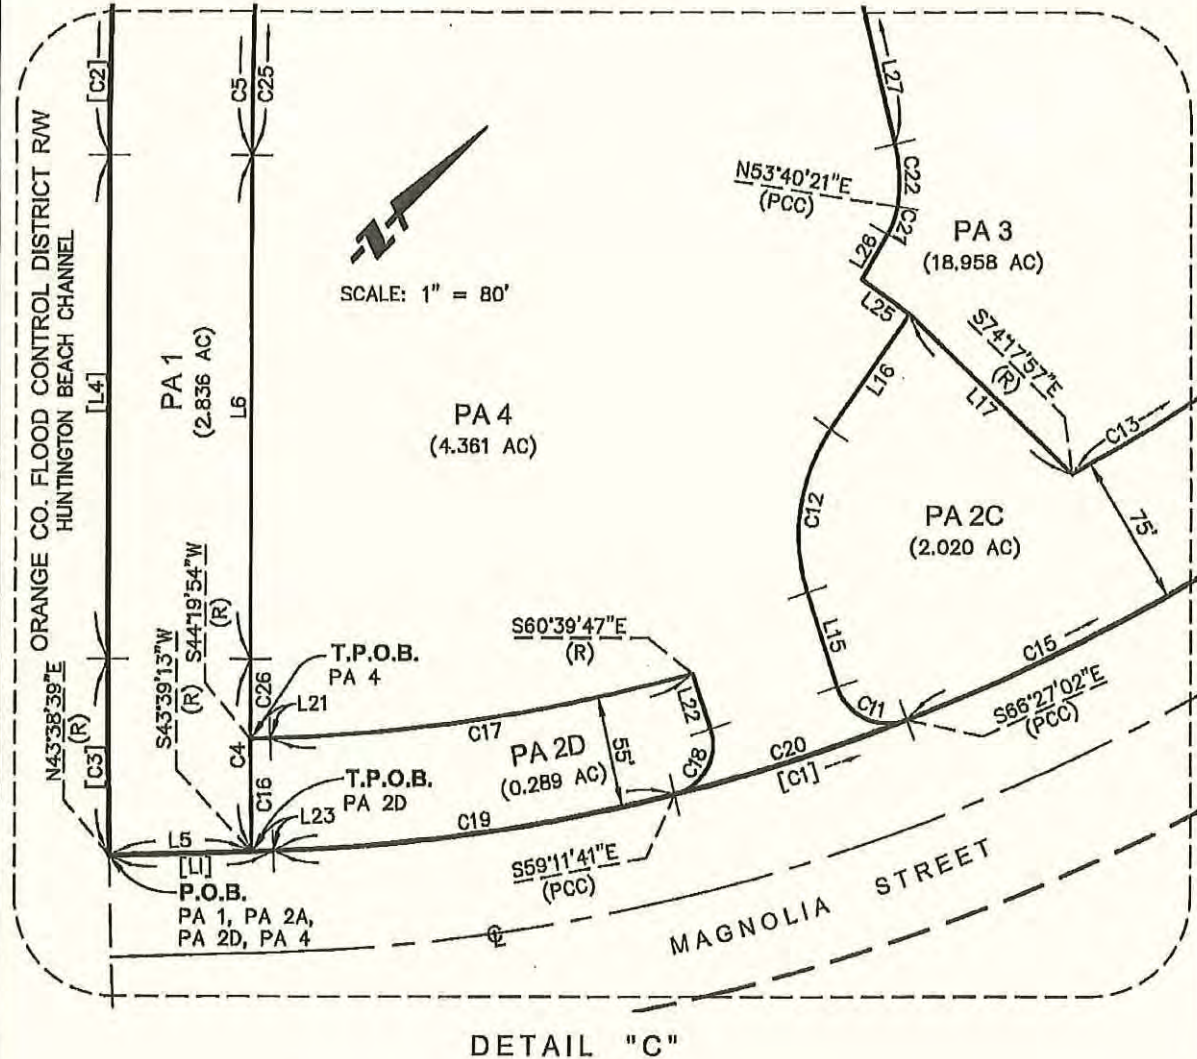 [C2]
C5
C25
L27
ORANGE CO. FLOOD CONTROL DISTRICT R/W
HUNTINGTON BEACH CHANNEL
N
SCALE: 1" = 80'
N53°40'21"E
(PCC)
C22
C21
L26
L25
PA 3
(18.958 AC)
[L4]
PA 1
(2.836 AC)
L6
PA 4
(4.361 AC)
L16
L17
S74°17'57"E
(R)
C13
C12
PA 2C
(2.020 AC)
75'
L15
C11
C15
S66°27'02"E
(PCC)
N43°38'39"E
(R)
[C3]
S43°39'13"W
(R)
S44°19'54"W
(R)
T.P.O.B.
PA 4
C26
L21
S60°39'47"E
(R)
L22
C17
C4
PA 2D
(0.289 AC)
55'
C18
C20
[C1]
C16
T.P.O.B.
PA 2D
L23
C19
L5
[L1]
S59°11'41"E
(PCC)
P.O.B.
PA 1, PA 2A,
PA 2D, PA 4
℄
MAGNOLIA STREET
DETAIL "C"